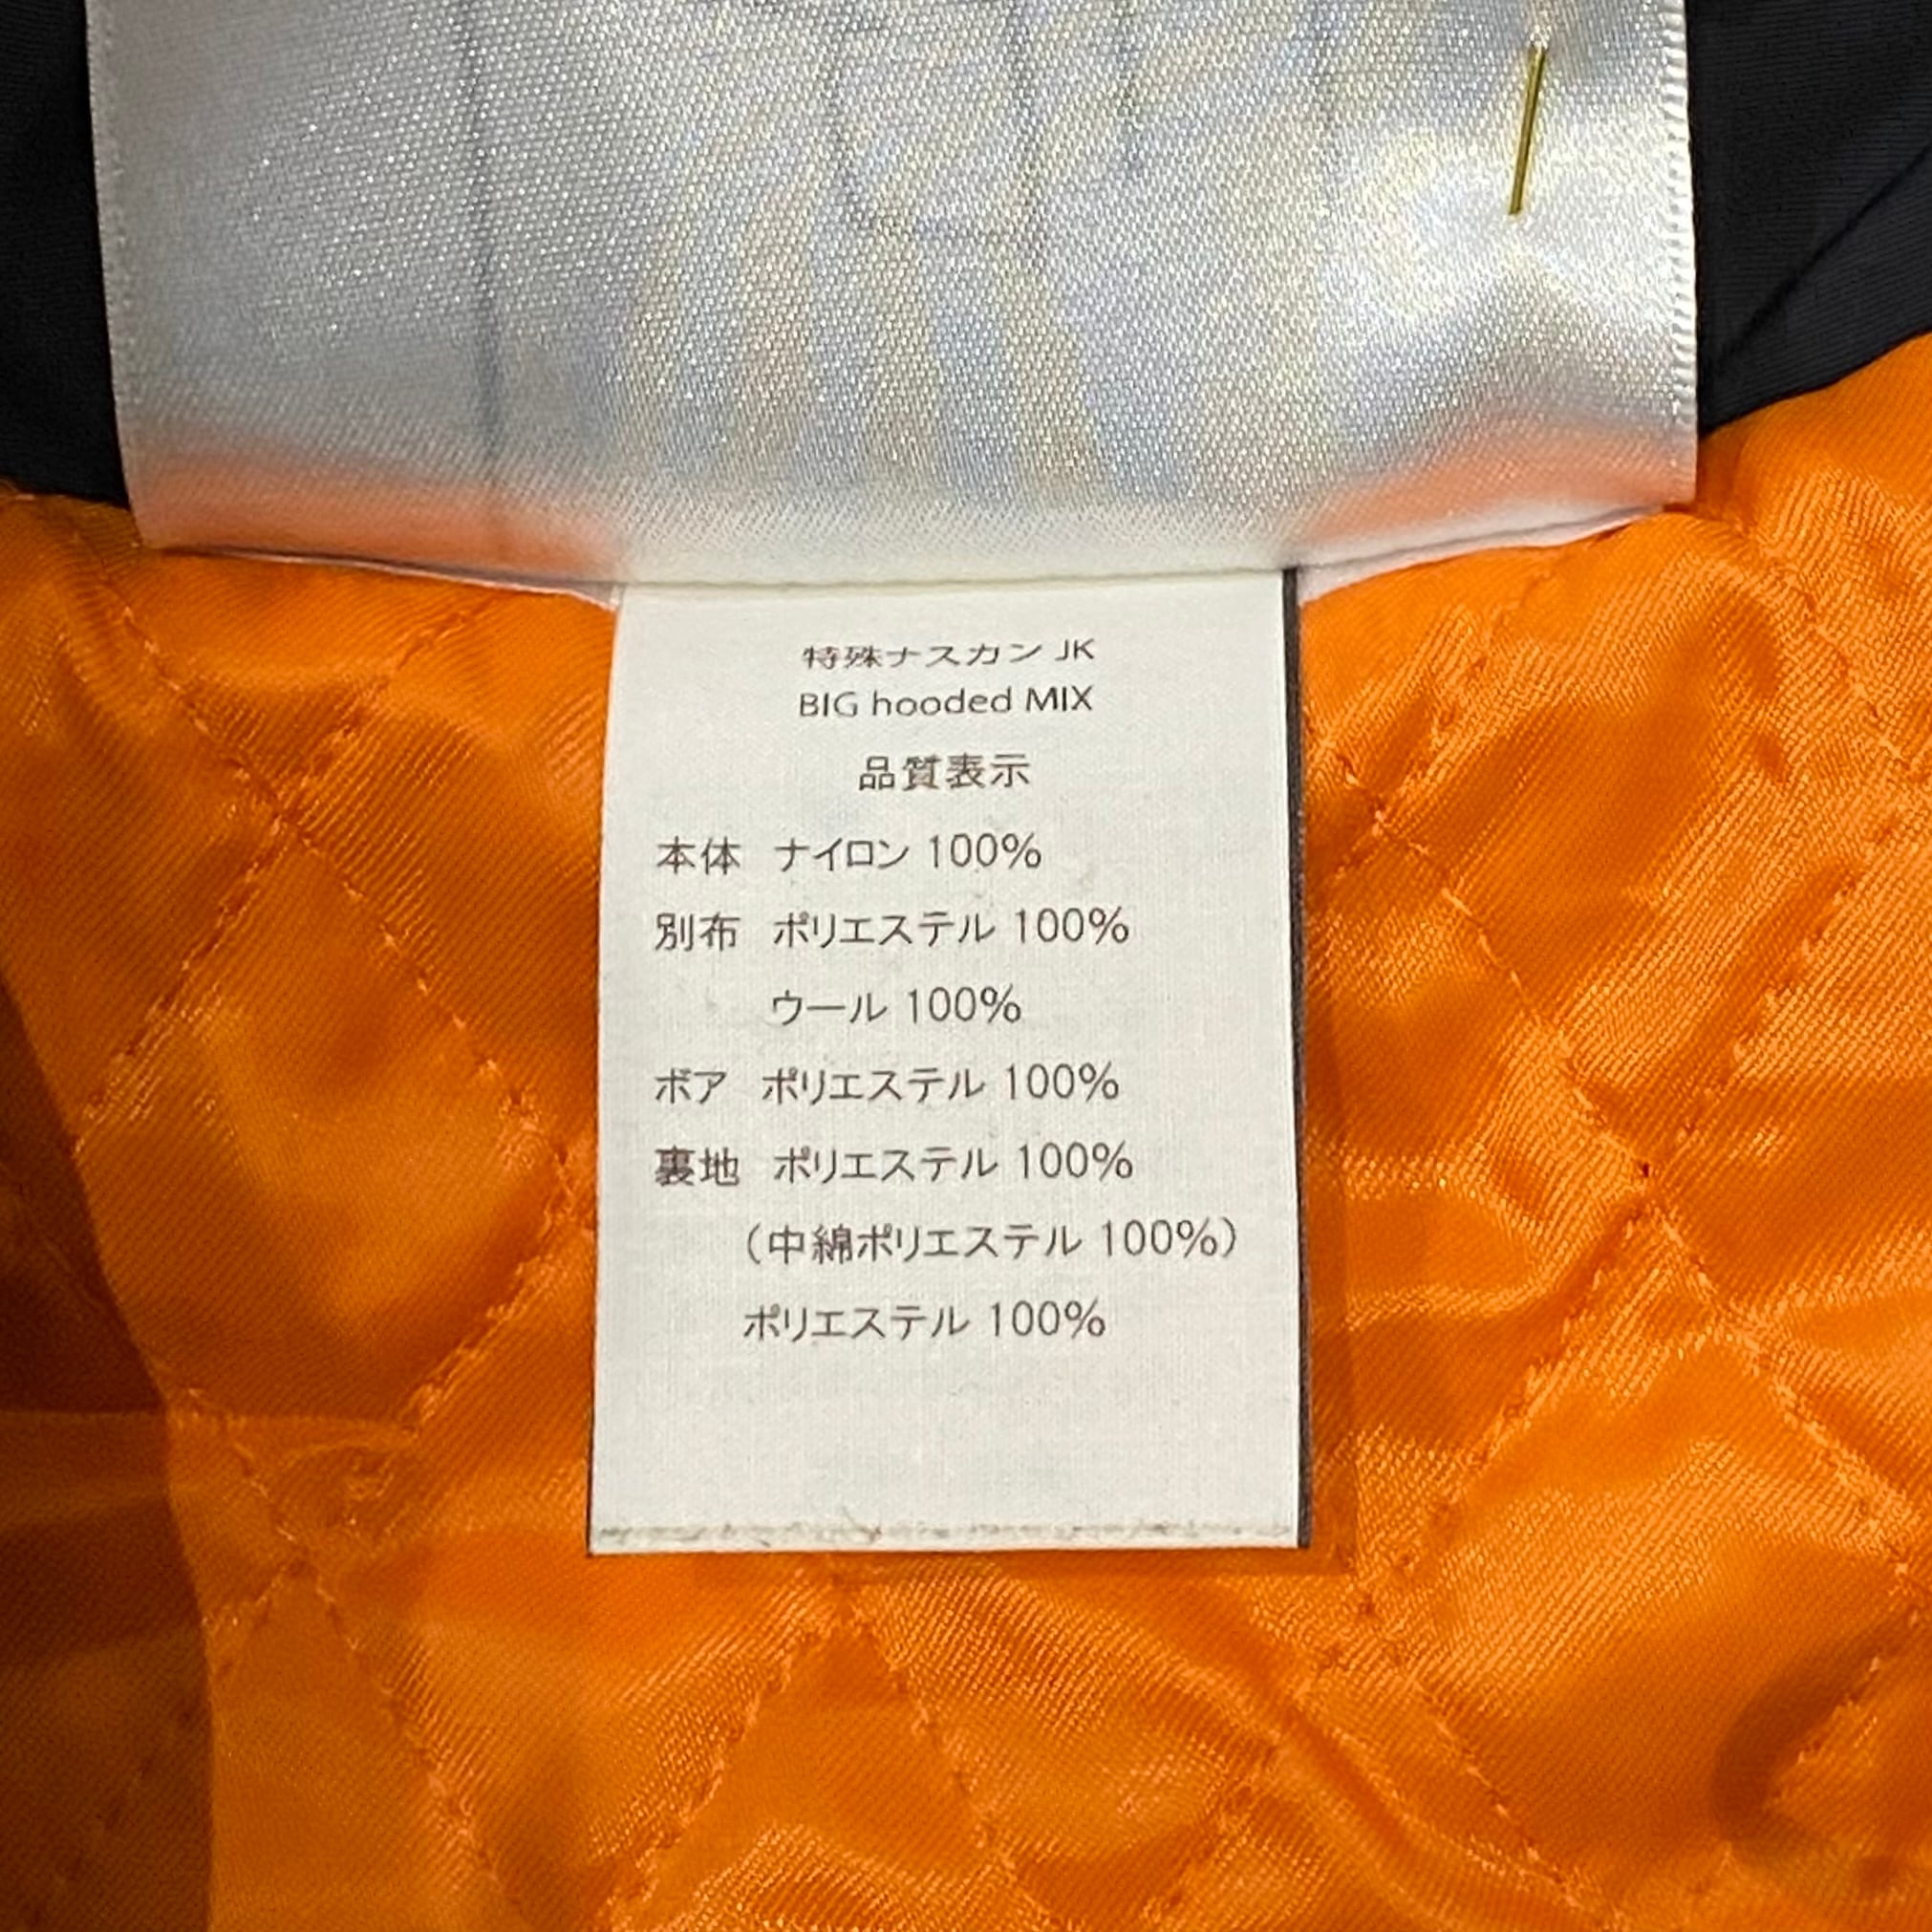 特殊ナスカン JK
BIG hooded MIX
品質表示
本体 ナイロン 100%
別布 ポリエステル 100%
ウール 100%
ボア ポリエステル 100%
裏地 ポリエステル 100%
（中綿ポリエステル 100%）
ポリエステル 100%